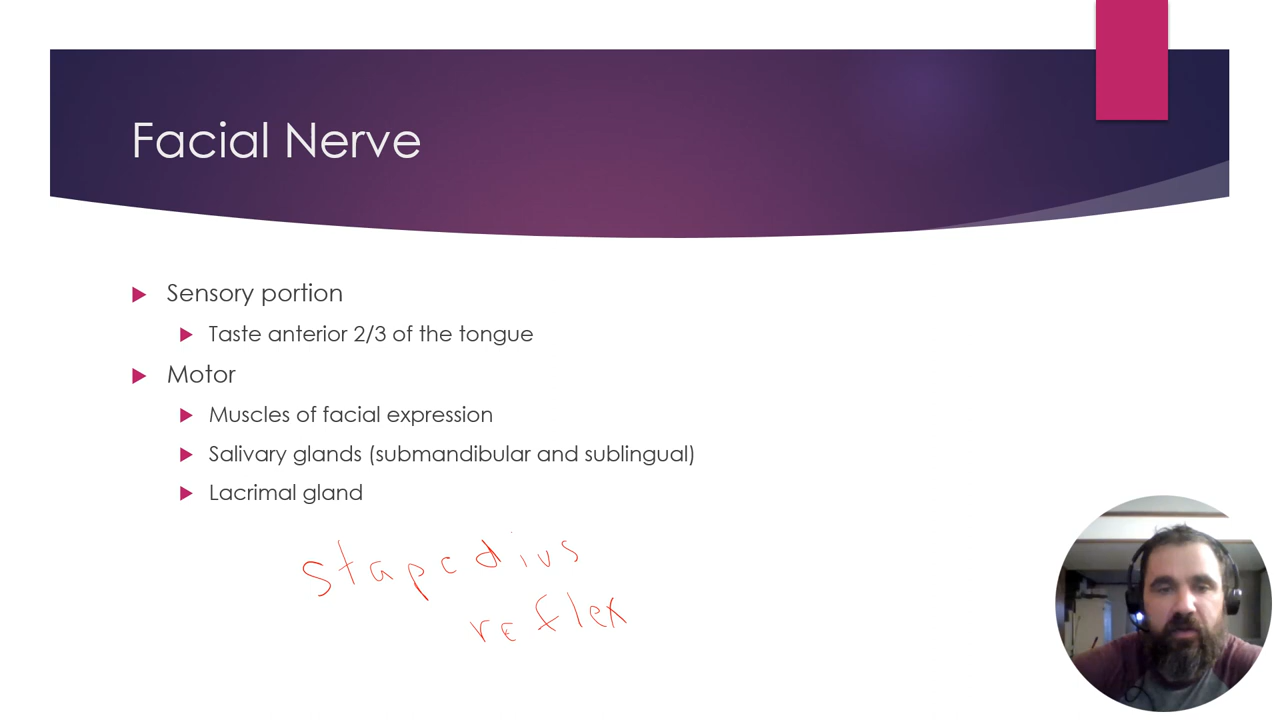 Facial Nerve
Sensory portion
Taste anterior 2/3 of the tongue
Motor
Muscles of facial expression
Salivary glands (submandibular and sublingual)
Lacrimal gland
stapedius
reflex